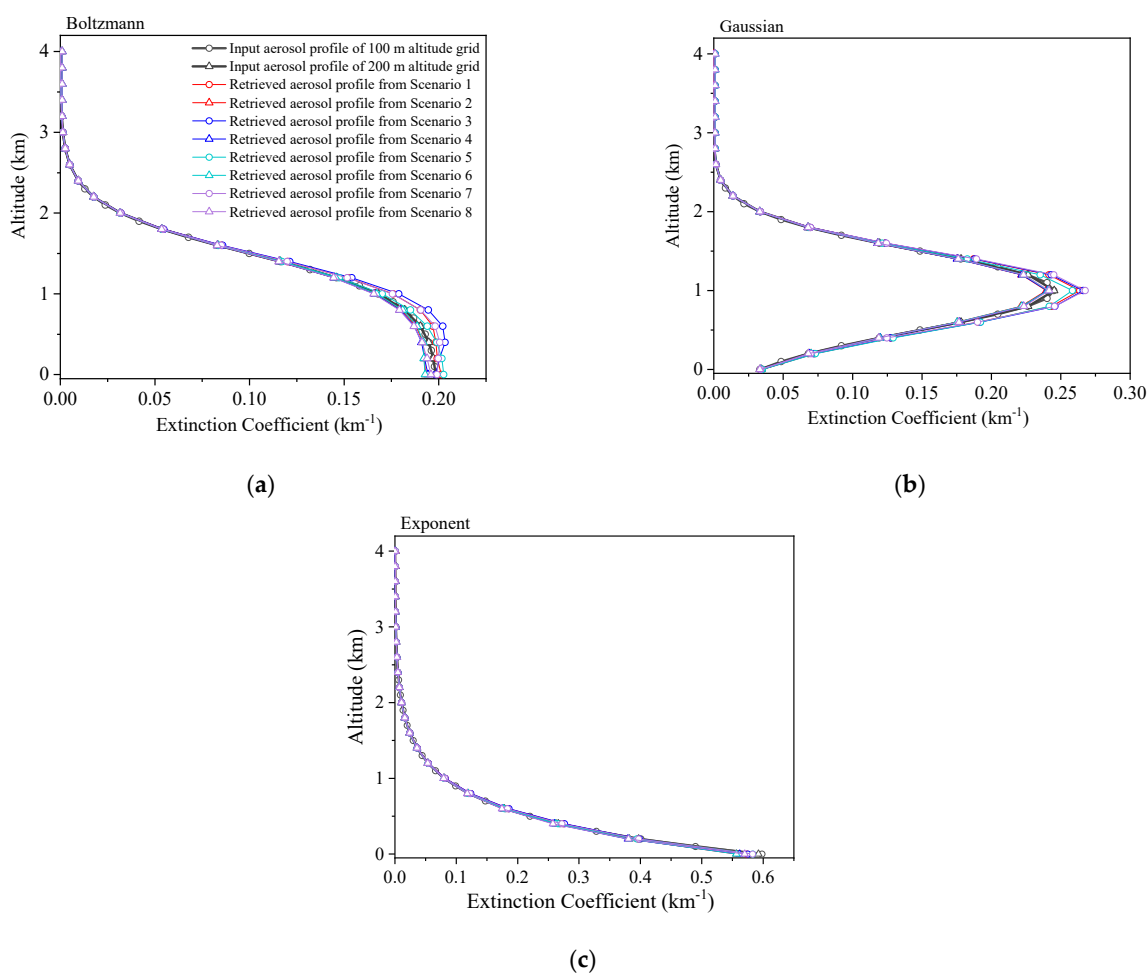 Boltzmann
Input aerosol profile of 100 m altitude grid
Input aerosol profile of 200 m altitude grid
Retrieved aerosol profile from Scenario 1
Retrieved aerosol profile from Scenario 2
Retrieved aerosol profile from Scenario 3
Retrieved aerosol profile from Scenario 4
Retrieved aerosol profile from Scenario 5
Retrieved aerosol profile from Scenario 6
Retrieved aerosol profile from Scenario 7
Retrieved aerosol profile from Scenario 8
4
3
2
1
0
Altitude (km)
0.00 0.05 0.10 0.15 0.20
Extinction Coefficient (km⁻¹)
(a)
Gaussian
4
3
2
1
0
Altitude (km)
0.00 0.05 0.10 0.15 0.20 0.25 0.30
Extinction Coefficient (km⁻¹)
(b)
Exponent
4
3
2
1
0
Altitude (km)
0.0 0.1 0.2 0.3 0.4 0.5 0.6
Extinction Coefficient (km⁻¹)
(c)